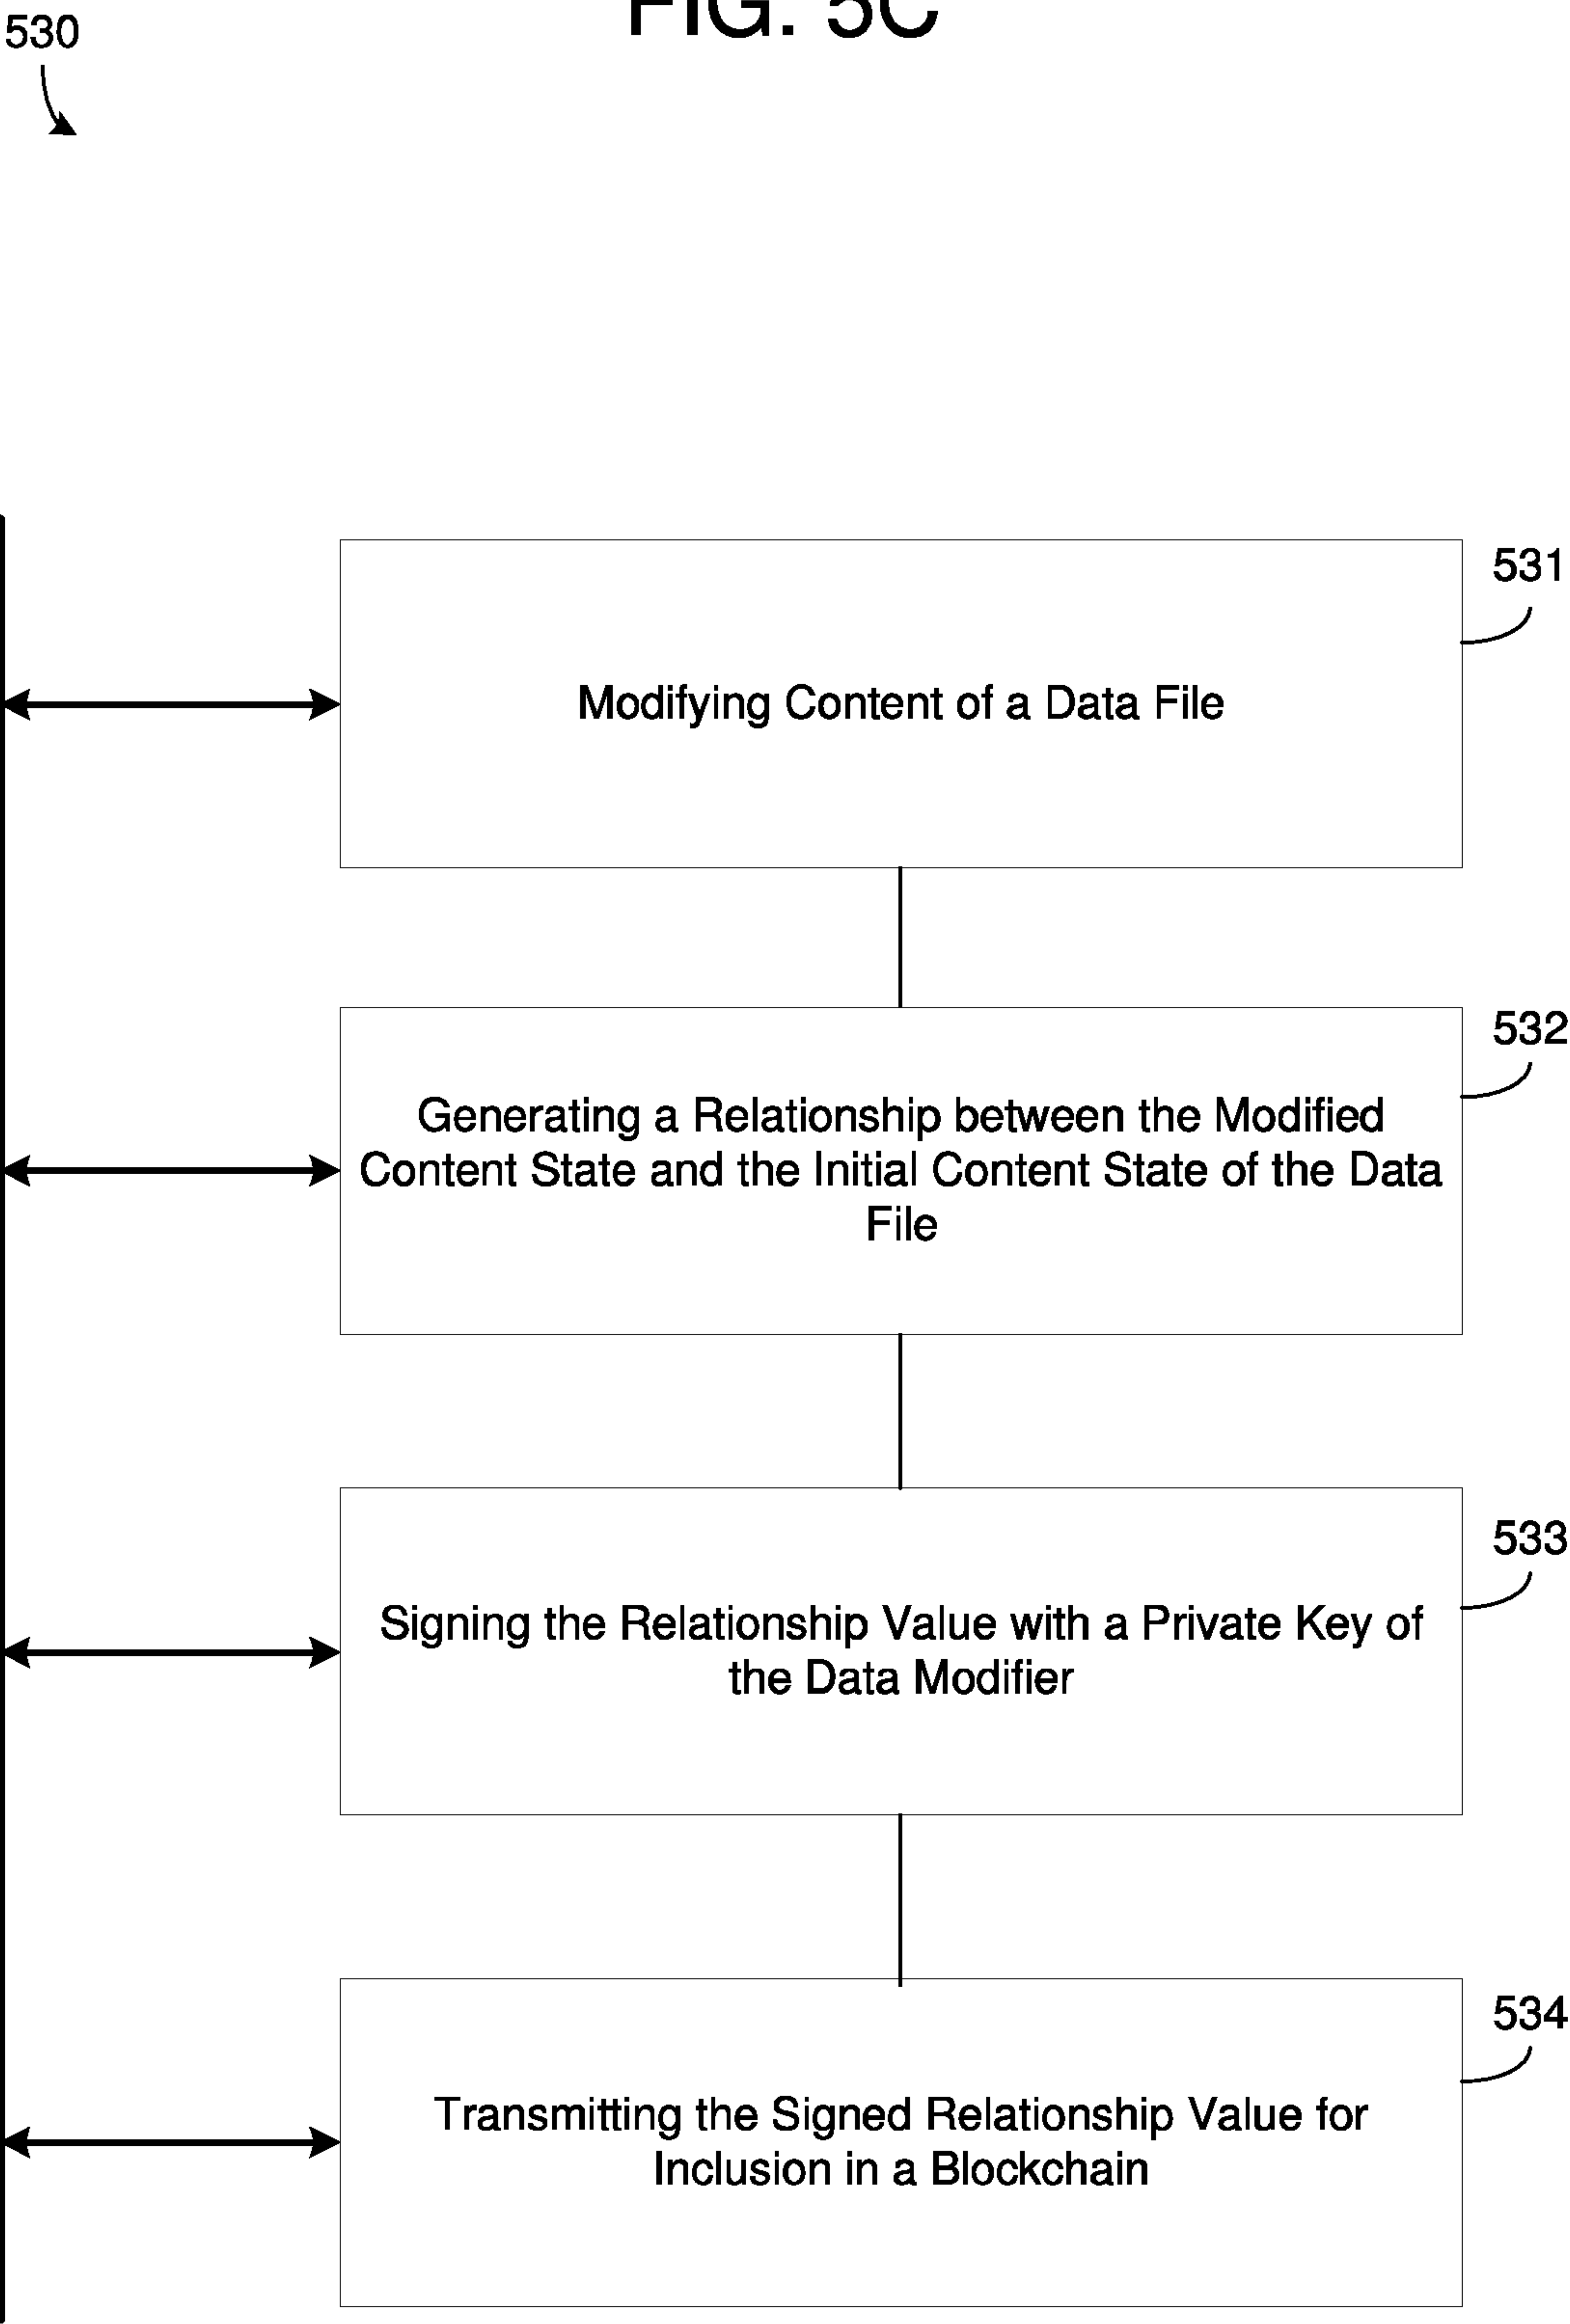 FIG. 5C
530
531
Modifying Content of a Data File
532
Generating a Relationship between the Modified
Content State and the Initial Content State of the Data
File
533
Signing the Relationship Value with a Private Key of
the Data Modifier
534
Transmitting the Signed Relationship Value for
Inclusion in a Blockchain